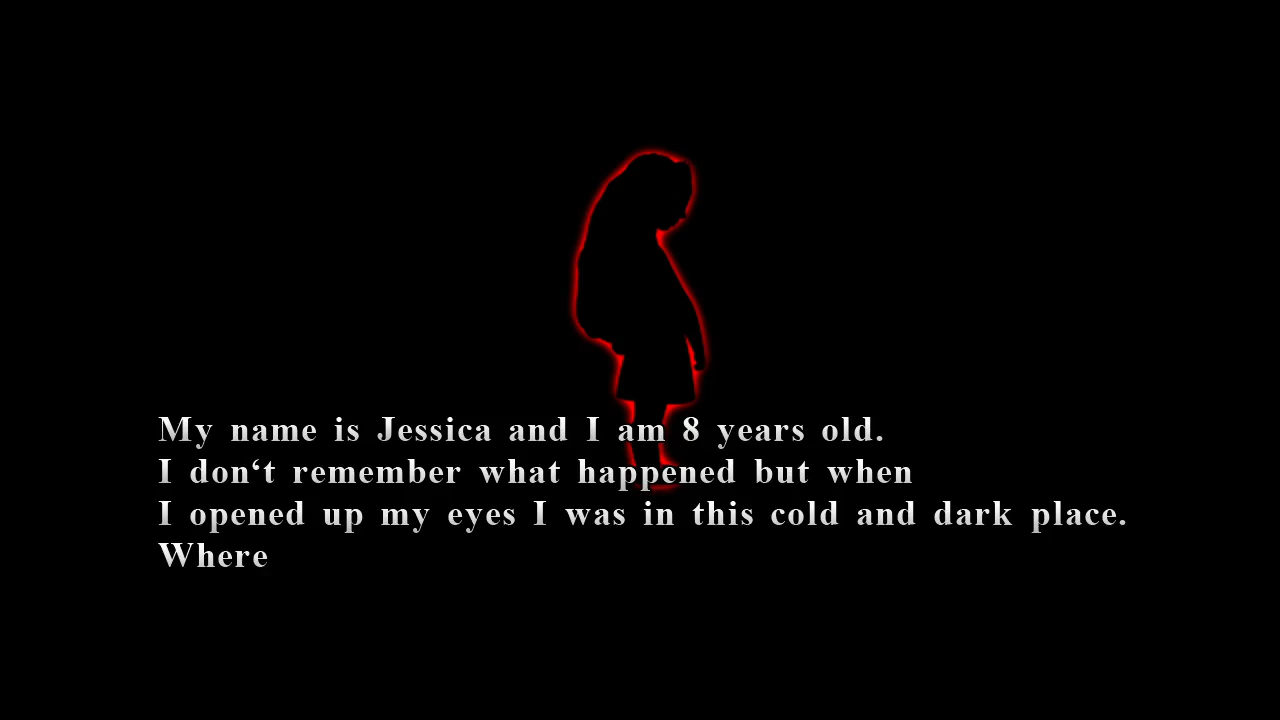 My name is Jessica and I am 8 years old.
I don‘t remember what happened but when
I opened up my eyes I was in this cold and dark place.
Where